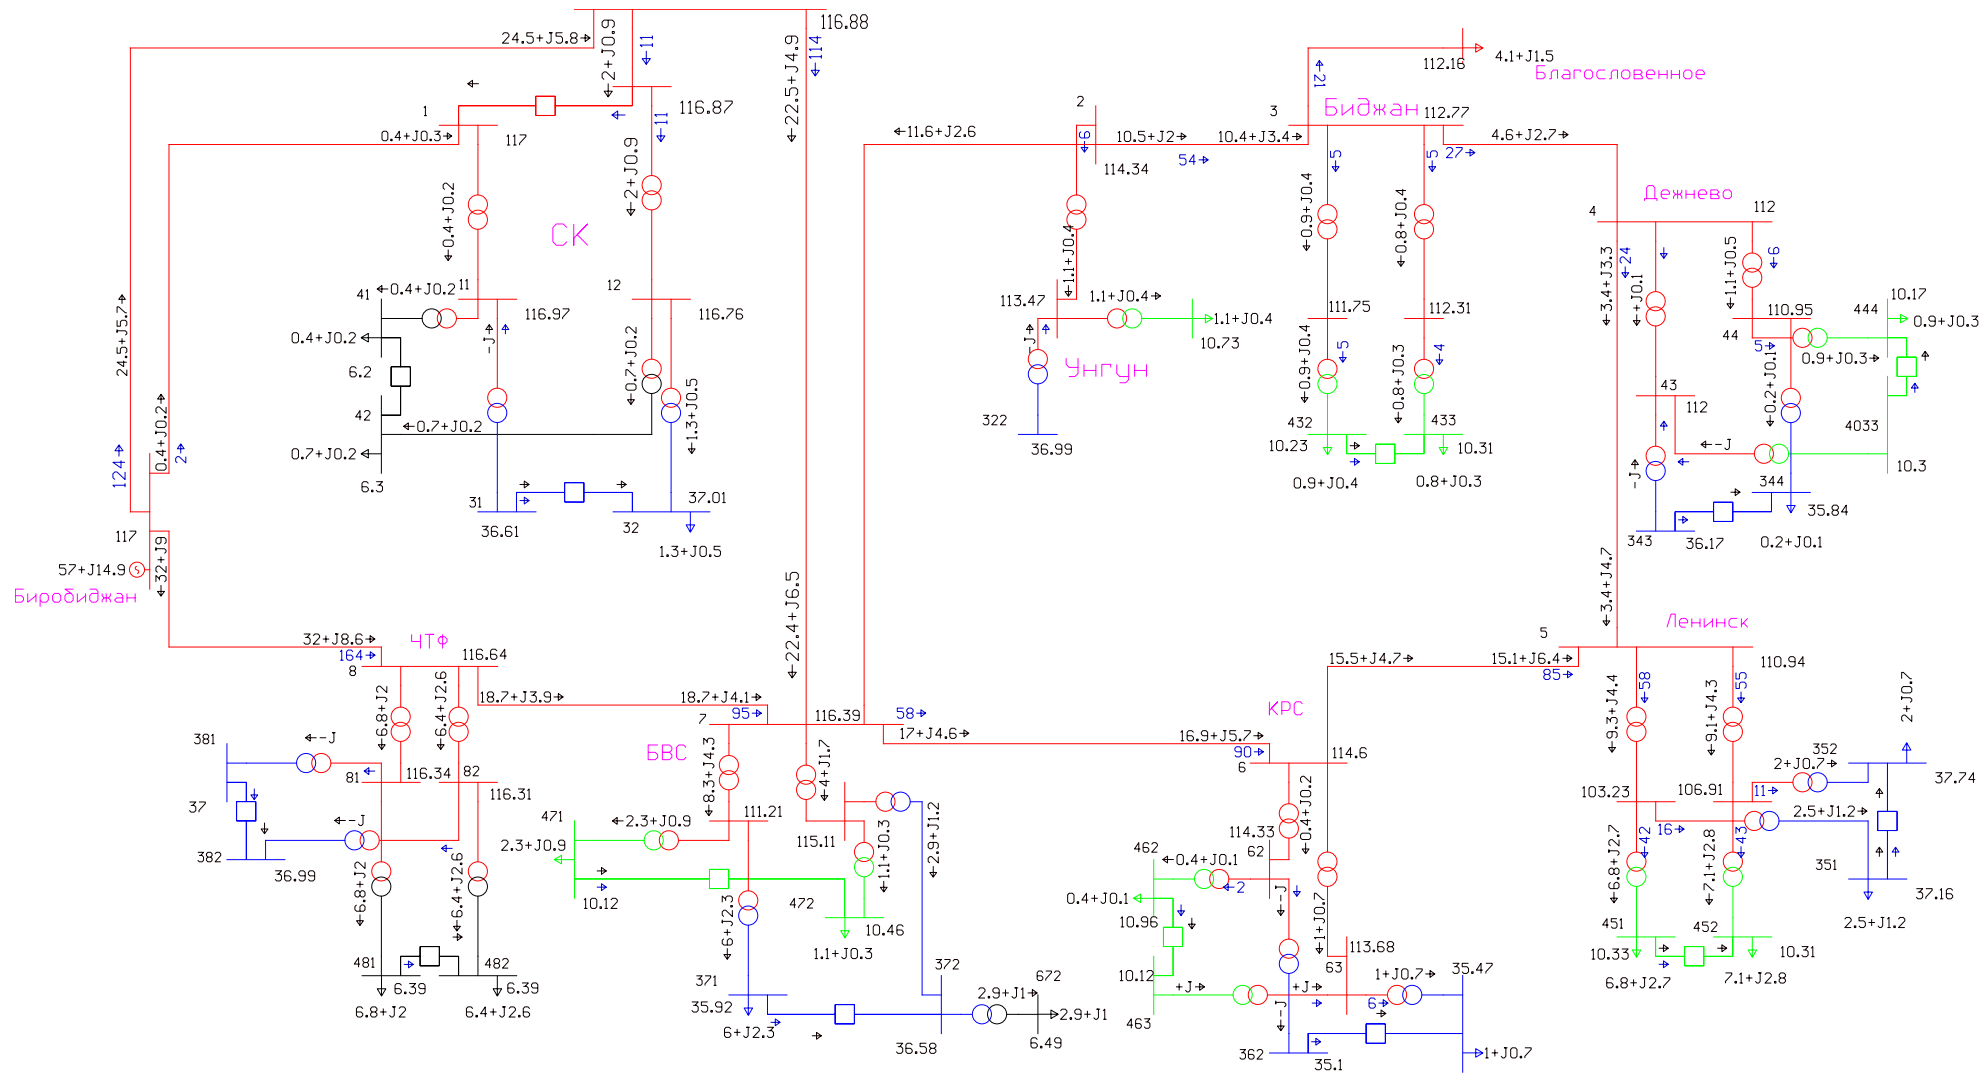 116.88
24.5+J5.8
2+J0.9
11
22.5+J4.9
114
116.87
1
117
0.4+J0.3
11
2+J0.9
0.4+J0.2
СК
11
116.97
12
116.76
41
0.4+J0.2
0.4+J0.2
6.2
42
0.7+J0.2
0.7+J0.2
6.3
-J
0.7+J0.2
1.3+J0.5
31
36.61
32
37.01
1.3+J0.5
24.5+J5.7
124
0.4+J0.2
2
117
57+J14.9
S
Биробиджан
32+J9
32+J8.6
164
8
ЧТФ
116.64
6.8+J2
6.4+J2.6
18.7+J3.9
18.7+J4.1
95
7
116.39
22.4+J6.5
381
37
382
36.99
-J
-J
81
116.34
82
116.31
6.8+J2
6.4+J2.6
481
6.39
6.8+J2
482
6.39
6.4+J2.6
БВС
8.3+J4.3
4+J1.7
111.21
115.11
471
2.3+J0.9
2.3+J0.9
10.12
1.1+J0.3
472
10.46
1.1+J0.3
2.9+J1.2
6+J2.3
371
35.92
6+J2.3
372
36.58
2.9+J1
672
2.9+J1
6.49
58
17+J4.6
16.9+J5.7
90
6
КРС
114.6
0.4+J0.2
114.33
62
462
0.4+J0.1
2
0.4+J0.1
10.96
10.12
463
+J
-J
-J
+J
1+J0.7
113.68
63
1+J0.7
6
35.47
362
35.1
1+J0.7
15.5+J4.7
15.1+J6.4
85
5
Ленинск
110.94
9.3+J4.4
58
9.1+J4.3
55
103.23
106.91
16
11
2+J0.7
352
2+J0.7
37.74
2.5+J1.2
351
37.16
2.5+J1.2
6.8+J2.7
42
7.1+J2.8
43
451
10.33
6.8+J2.7
452
10.31
7.1+J2.8
11.6+J2.6
2
6
114.34
10.5+J2
54
10.4+J3.4
1.1+J0.4
113.47
1.1+J0.4
1.1+J0.4
10.73
-J
Унгун
322
36.99
3
Биджан
112.77
21
112.16
4.1+J1.5
Благословенное
5
5
0.9+J0.4
0.8+J0.4
111.75
112.31
0.9+J0.4
5
0.8+J0.3
4
432
10.23
0.9+J0.4
433
10.31
0.8+J0.3
4.6+J2.7
27
Дежнево
4
112
3.4+J3.3
24
+J0.1
1.1+J0.5
6
110.95
44
5
444
10.17
0.9+J0.3
0.9+J0.3
0.2+J0.1
43
112
-J
-J
4033
10.3
344
35.84
343
36.17
0.2+J0.1
3.4+J4.7